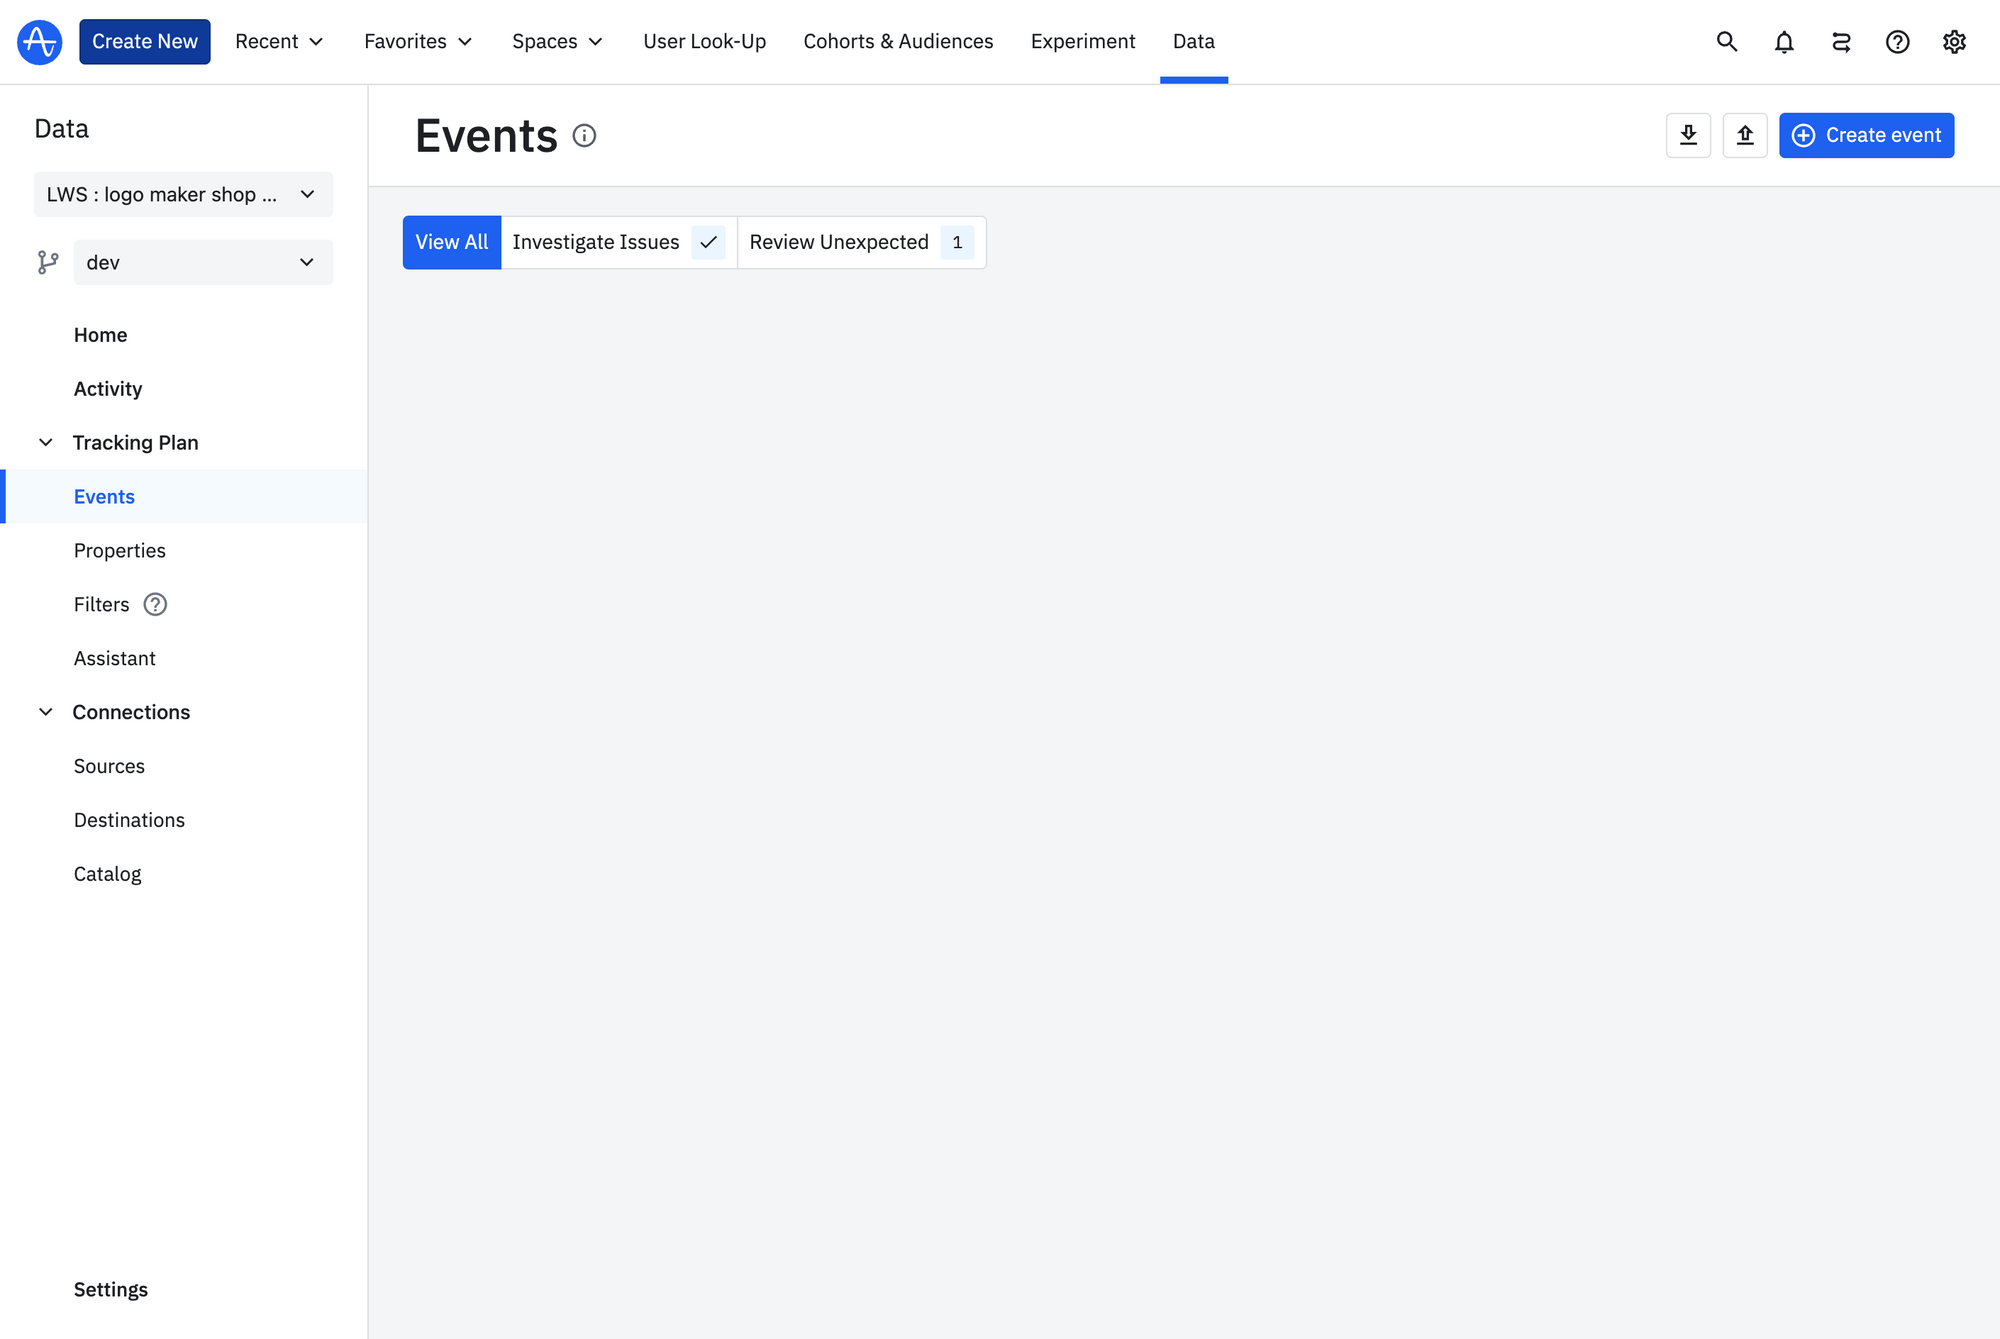 Create New Recent Favorites Spaces User Look-Up Cohorts & Audiences Experiment Data
Data
LWS : logo maker shop ...
dev
Home
Activity
Tracking Plan
Events
Properties
Filters
Assistant
Connections
Sources
Destinations
Catalog
Settings
Events
Create event
View All Investigate Issues Review Unexpected 1